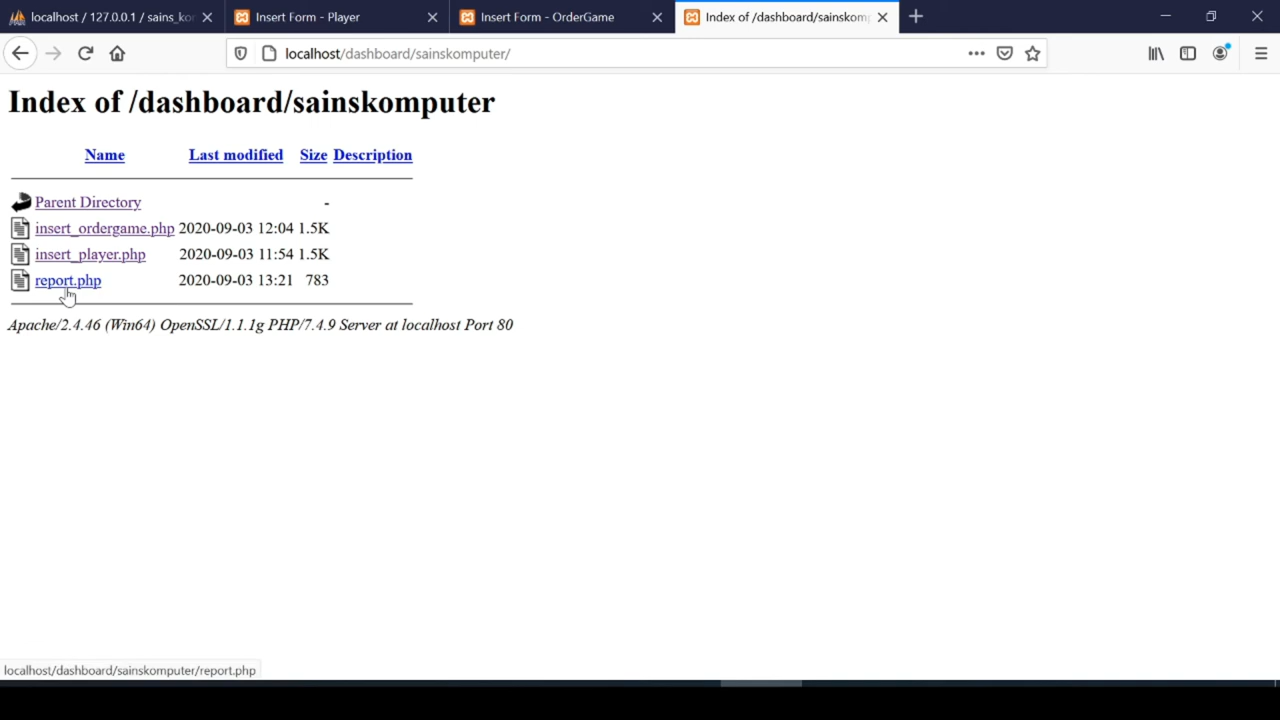 localhost / 127.0.0.1 / sains_kor
Insert Form - Player
Insert Form - OrderGame
Index of /dashboard/sainskomp
localhost/dashboard/sainskomputer/
Index of /dashboard/sainskomputer
Name Last modified Size Description
Parent Directory -
insert_ordergame.php 2020-09-03 12:04 1.5K
insert_player.php 2020-09-03 11:54 1.5K
report.php 2020-09-03 13:21 783
Apache/2.4.46 (Win64) OpenSSL/1.1.1g PHP/7.4.9 Server at localhost Port 80
localhost/dashboard/sainskomputer/report.php